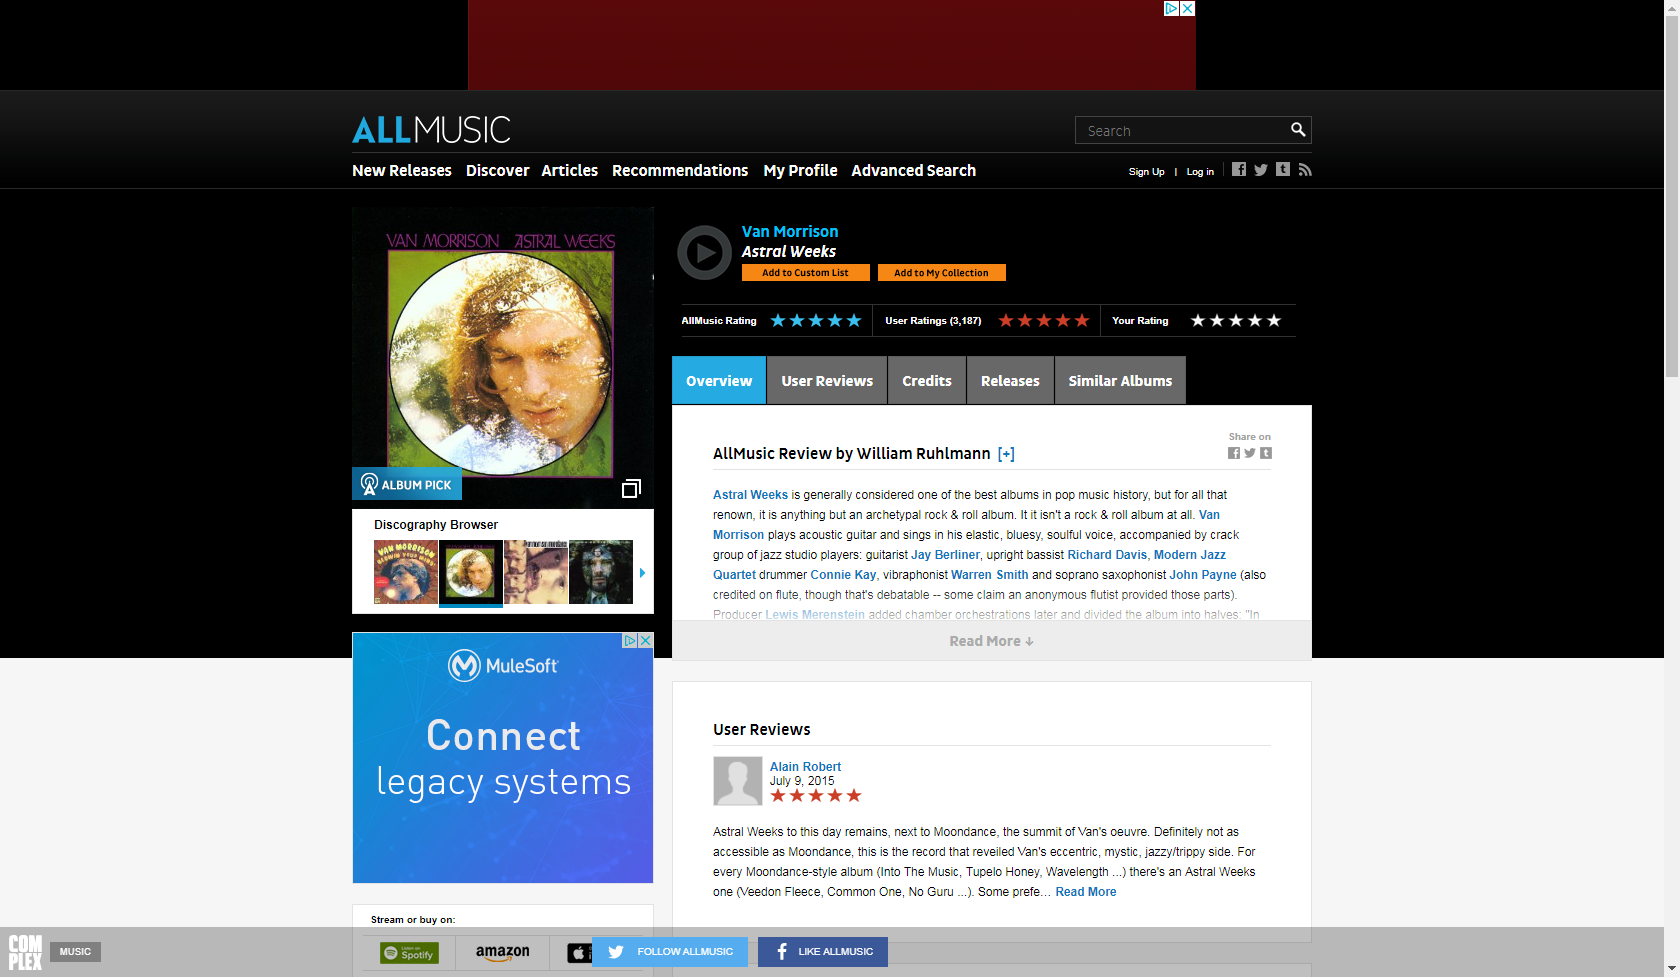 ALLMUSIC
Search
New Releases Discover Articles Recommendations My Profile Advanced Search
Sign Up | Log in
VAN MORRISON ASTRAL WEEKS
ALBUM PICK
Van Morrison
Astral Weeks
Add to Custom List Add to My Collection
AllMusic Rating User Ratings (3,187) Your Rating
Overview User Reviews Credits Releases Similar Albums
Share on
AllMusic Review by William Ruhlmann [+]
Astral Weeks is generally considered one of the best albums in pop music history, but for all that
renown, it is anything but an archetypal rock & roll album. It it isn't a rock & roll album at all. Van
Morrison plays acoustic guitar and sings in his elastic, bluesy, soulful voice, accompanied by crack
group of jazz studio players: guitarist Jay Berliner, upright bassist Richard Davis, Modern Jazz
Quartet drummer Connie Kay, vibraphonist Warren Smith and soprano saxophonist John Payne (also
credited on flute, though that's debatable -- some claim an anonymous flutist provided those parts).
Producer Lewis Merenstein added chamber orchestrations later and divided the album into halves: "In
Read More ↓
Discography Browser
VAN MORRISON
MuleSoft
Connect
legacy systems
User Reviews
Alain Robert
July 9, 2015
Astral Weeks to this day remains, next to Moondance, the summit of Van's oeuvre. Definitely not as
accessible as Moondance, this is the record that reveiled Van's eccentric, mystic, jazzy/trippy side. For
every Moondance-style album (Into The Music, Tupelo Honey, Wavelength ...) there's an Astral Weeks
one (Veedon Fleece, Common One, No Guru ...). Some prefe... Read More
Stream or buy on:
Spotify
amazon
COMPLEX
MUSIC
FOLLOW ALLMUSIC
LIKE ALLMUSIC